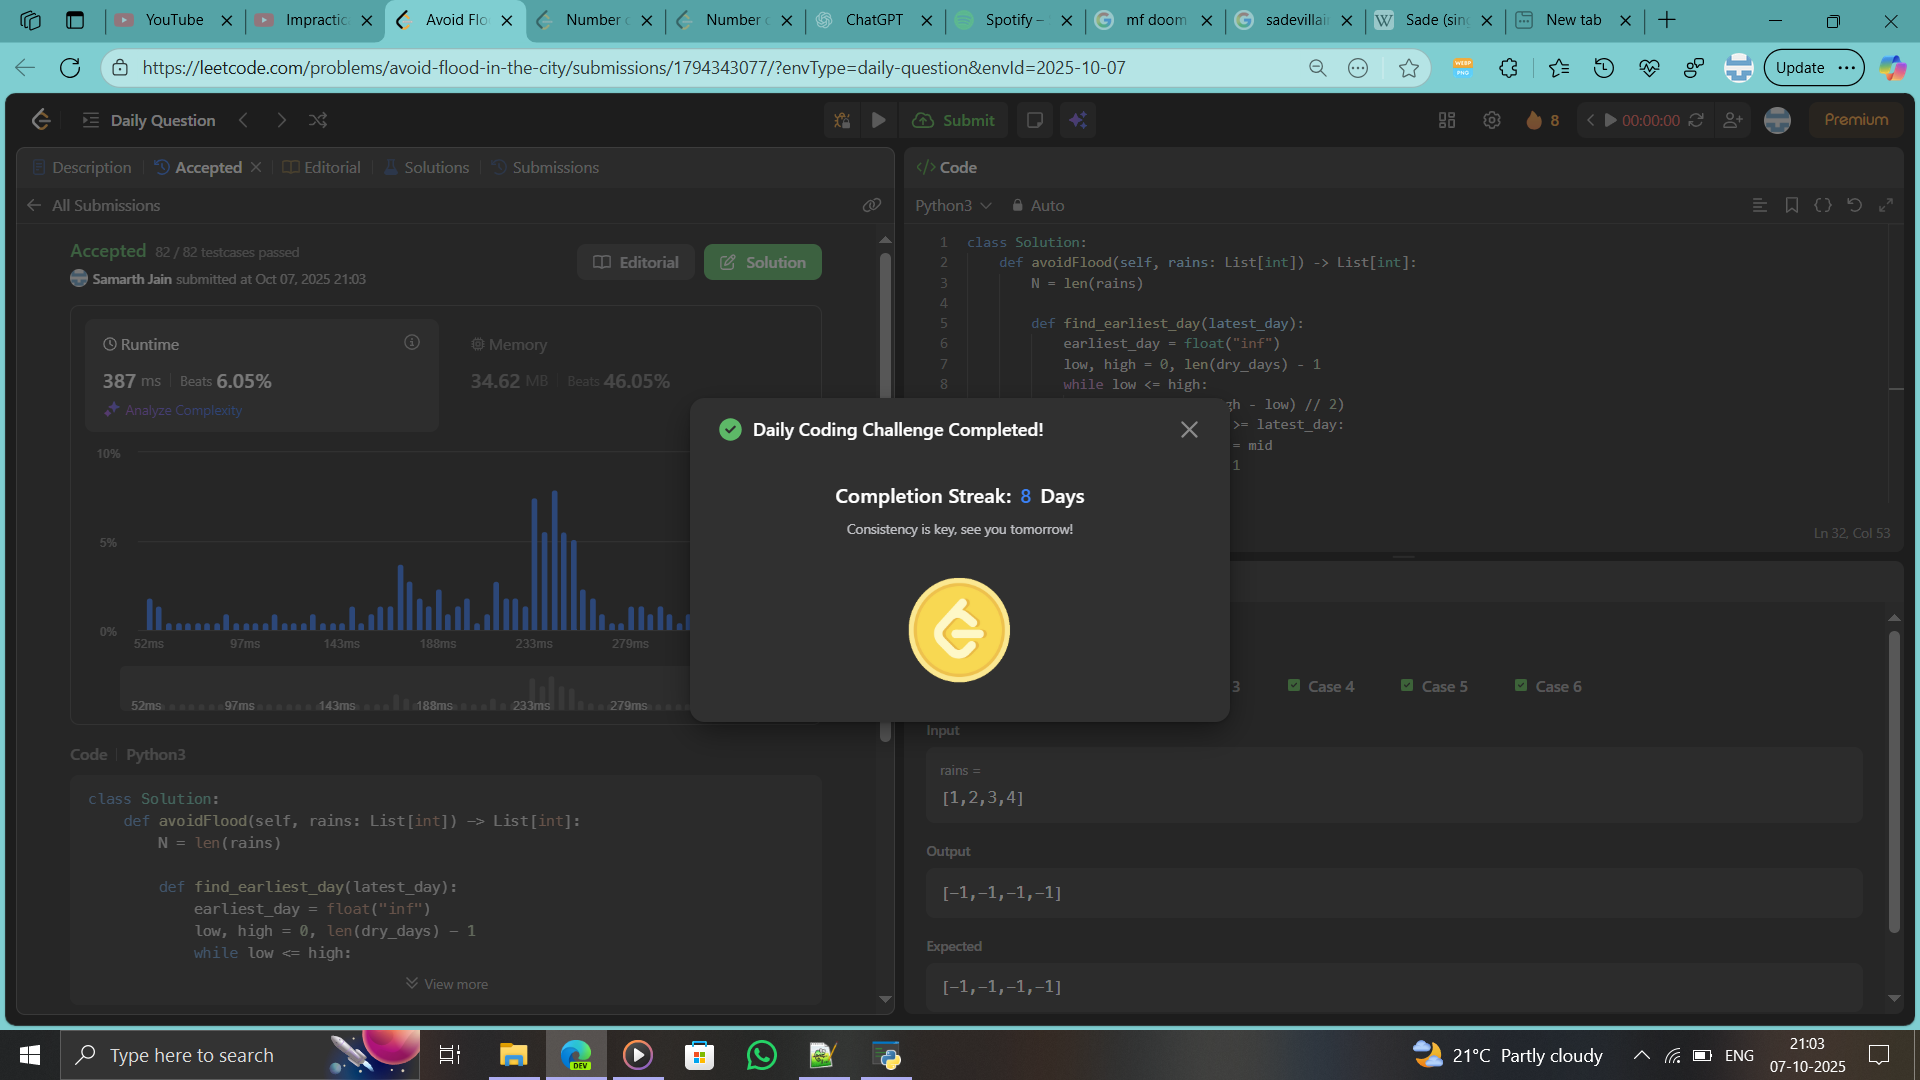 YouTube
Impractic
Avoid Flo
Number
Number
ChatGPT
Spotify –
mf doom
sadevillai
Sade (sing
New tab
https://leetcode.com/problems/avoid-flood-in-the-city/submissions/1794343077/?envType=daily-question&envId=2025-10-07
WEBP
PNG
Update
Daily Question
Submit
8
00:00:00
Premium
Description
Accepted
Editorial
Solutions
Submissions
All Submissions
Accepted 82 / 82 testcases passed
Samarth Jain submitted at Oct 07, 2025 21:03
Editorial
Solution
Runtime
387 ms Beats 6.05%
Analyze Complexity
Memory
34.62 MB Beats 46.05%
10%
5%
0%
52ms 97ms 143ms 188ms 233ms 279ms
52ms 97ms 143ms 188ms 233ms 279ms
Code Python3
class Solution:
def avoidFlood(self, rains: List[int]) -> List[int]:
N = len(rains)
def find_earliest_day(latest_day):
earliest_day = float("inf")
low, high = 0, len(dry_days) - 1
while low <= high:
View more
</> Code
Python3 Auto
1 class Solution:
2 def avoidFlood(self, rains: List[int]) -> List[int]:
3 N = len(rains)
4
5 def find_earliest_day(latest_day):
6 earliest_day = float("inf")
7 low, high = 0, len(dry_days) - 1
8 while low <= high:
gh - low) // 2)
>= latest_day:
= mid
1
Ln 32, Col 53
Daily Coding Challenge Completed!
Completion Streak: 8 Days
Consistency is key, see you tomorrow!
3
Case 4
Case 5
Case 6
Input
rains =
[1,2,3,4]
Output
[-1,-1,-1,-1]
Expected
[-1,-1,-1,-1]
Type here to search
DEV
21°C Partly cloudy
ENG
21:03
07-10-2025